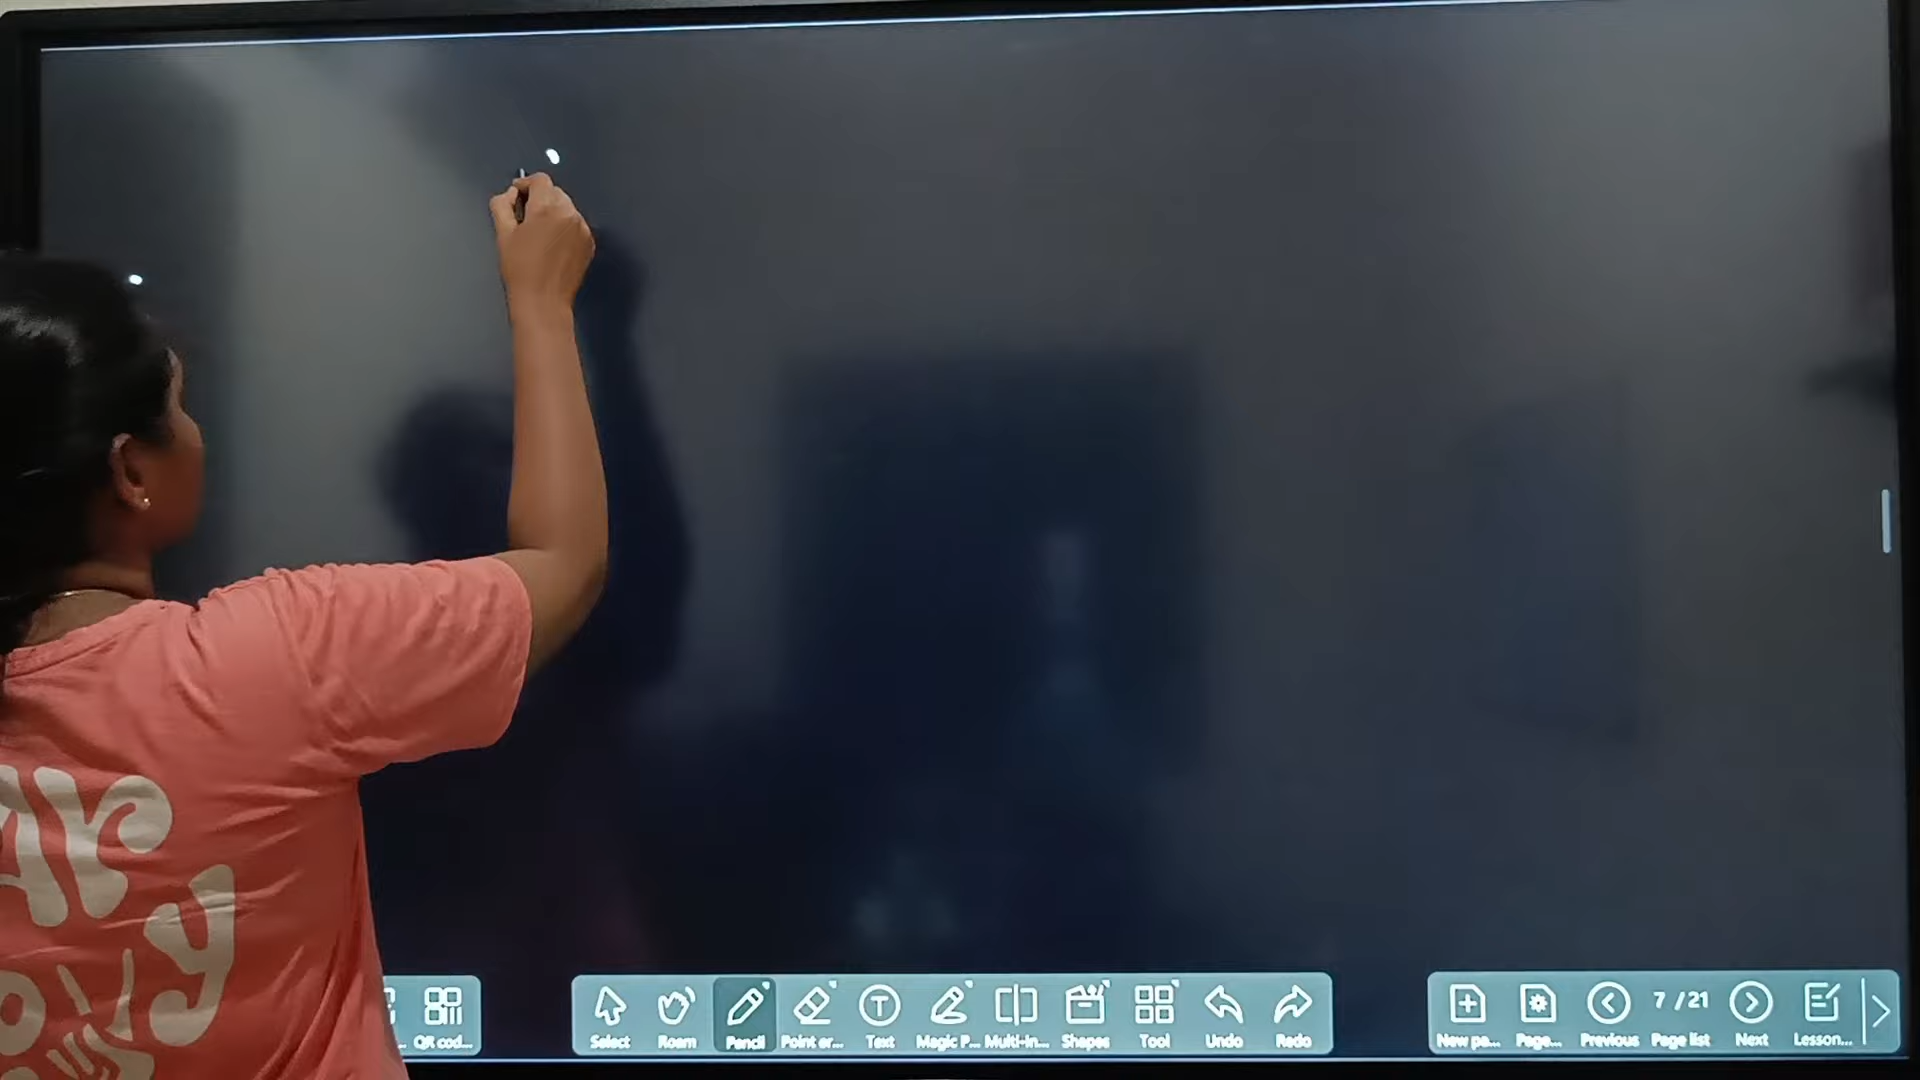 QR cod...
Select
Roam
Pencil
Point er...
Text
Magic P...
Multi-in...
Shapes
Tool
Undo
Redo
New pa...
Page...
Previous
7 /21
Page list
Next
Lesson...